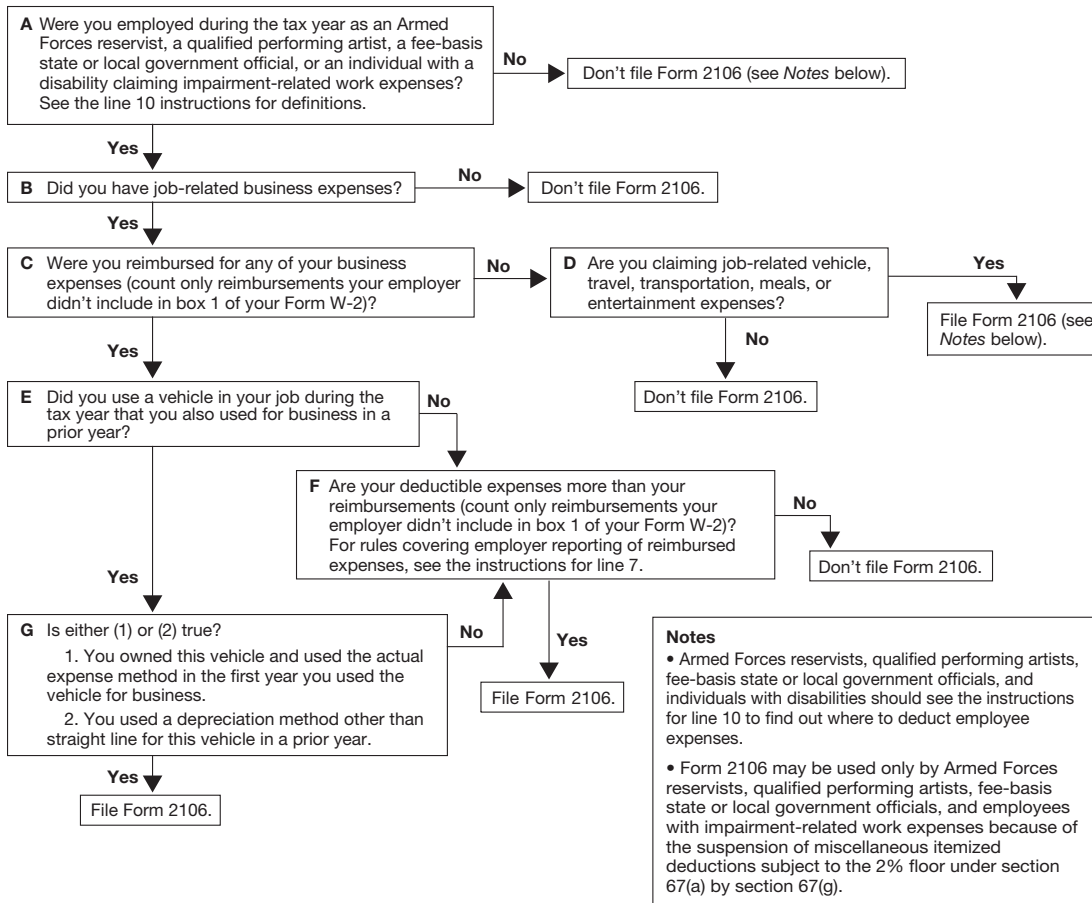 A Were you employed during the tax year as an Armed
Forces reservist, a qualified performing artist, a fee-basis
state or local government official, or an individual with a
disability claiming impairment-related work expenses?
See the line 10 instructions for definitions.
No
Don't file Form 2106 (see Notes below).
Yes
B Did you have job-related business expenses?
No
Don't file Form 2106.
Yes
C Were you reimbursed for any of your business
expenses (count only reimbursements your employer
didn't include in box 1 of your Form W-2)?
No
D Are you claiming job-related vehicle,
travel, transportation, meals, or
entertainment expenses?
Yes
File Form 2106 (see
Notes below).
No
Don't file Form 2106.
Yes
E Did you use a vehicle in your job during the
tax year that you also used for business in a
prior year?
No
F Are your deductible expenses more than your
reimbursements (count only reimbursements your
employer didn't include in box 1 of your Form W-2)?
For rules covering employer reporting of reimbursed
expenses, see the instructions for line 7.
No
Don't file Form 2106.
Yes
File Form 2106.
Yes
G Is either (1) or (2) true?
1. You owned this vehicle and used the actual
expense method in the first year you used the
vehicle for business.
2. You used a depreciation method other than
straight line for this vehicle in a prior year.
No
Yes
File Form 2106.
Notes
• Armed Forces reservists, qualified performing artists,
fee-basis state or local government officials, and
individuals with disabilities should see the instructions
for line 10 to find out where to deduct employee
expenses.
• Form 2106 may be used only by Armed Forces
reservists, qualified performing artists, fee-basis
state or local government officials, and employees
with impairment-related work expenses because of
the suspension of miscellaneous itemized
deductions subject to the 2% floor under section
67(a) by section 67(g).